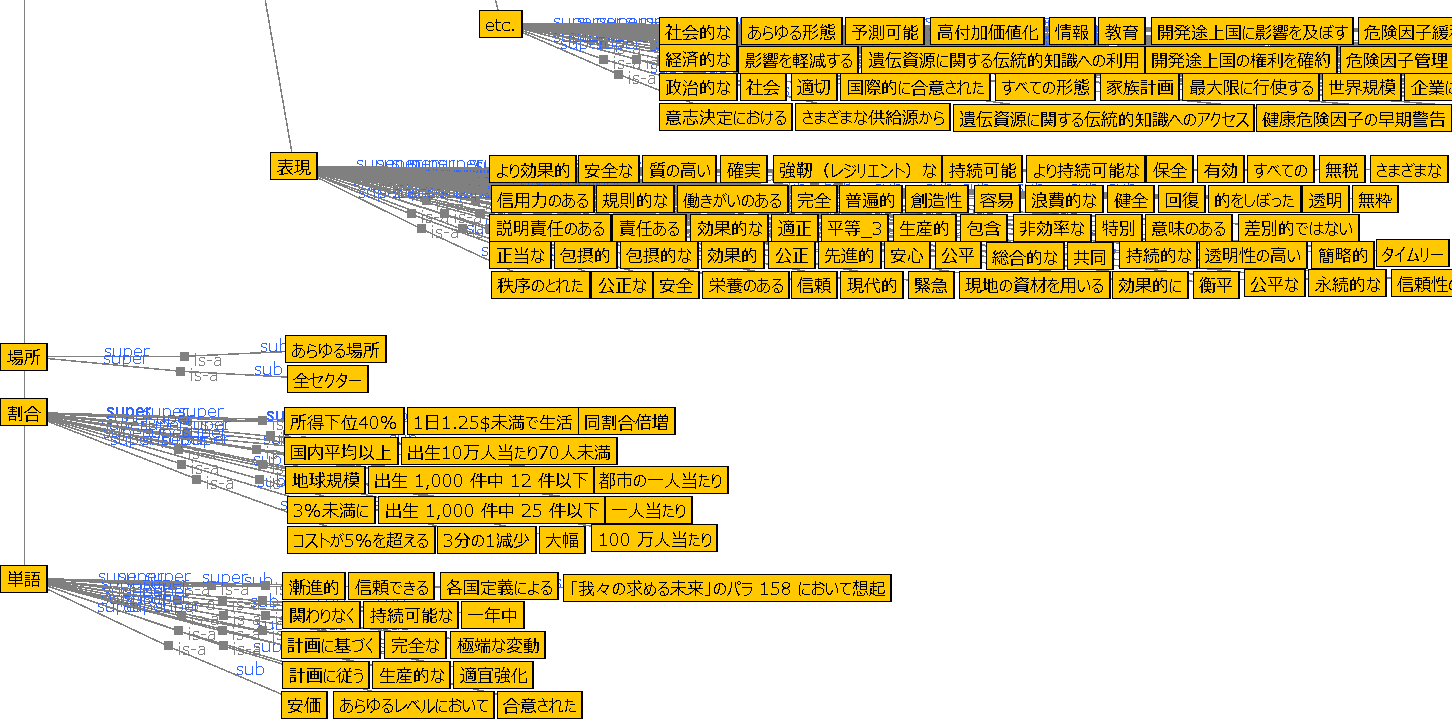 etc.
社会的な あらゆる形態 予測可能 高付加価値化 情報 教育 開発途上国に影響を及ぼす 危険因子緩
経済的な 影響を軽減する 遺伝資源に関する伝統的知識への利用 開発途上国の権利を確約 危険因子管理
政治的な 社会 適切 国際的に合意された すべての形態 家族計画 最大限に行使する 世界規模 企業に
意志決定における さまざまな供給源から 遺伝資源に関する伝統的知識へのアクセス 健康危険因子の早期警告
表現
より効果的 安全な 質の高い 確実 強靭（レジリエント）な 持続可能 より持続可能な 保全 有効 すべての 無税 さまざまな
信用力のある 規則的な 働きがいのある 完全 普遍的 創造性 容易 浪費的な 健全 回復 的をしぼった 透明 無粋
説明責任のある 責任ある 効果的な 適正 平等_3 生産的 包含 非効率な 特別 意味のある 差別的ではない
正当な 包摂的 包摂的な 効果的 公正 先進的 安心 公平 総合的な 共同 持続的な 透明性の高い 簡略的 タイムリー
秩序のとれた 公正な 安全 栄養のある 信頼 現代的 緊急 現地の資材を用いる 効果的に 衡平 公平な 永続的な 信頼性の
場所
super is-a sub あらゆる場所
super is-a sub 全セクター
割合
super super super
所得下位40% 1日1.25$未満で生活 同割合倍増
国内平均以上 出生10万人当たり70人未満
is-a 地球規模 出生 1,000 件中 12 件以下 都市の一人当たり
is-a 3%未満に 出生 1,000 件中 25 件以下 一人当たり
コストが5%を超える 3分の1減少 大幅 100 万人当たり
単語
super super sub
漸進的 信頼できる 各国定義による 「我々の求める未来」のパラ 158 において想起
関わりなく 持続可能な 一年中
is-a is-a sub 計画に基づく 完全な 極端な変動
sub 計画に従う 生産的な 適宜強化
安価 あらゆるレベルにおいて 合意された